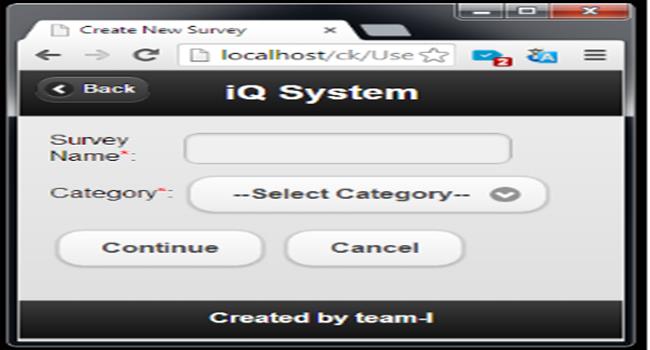 Create New Survey
localhost/ck/Use
2
A
Back
iQ System
Survey
Name*:
Category*:
--Select Category--
Continue
Cancel
Created by team-I